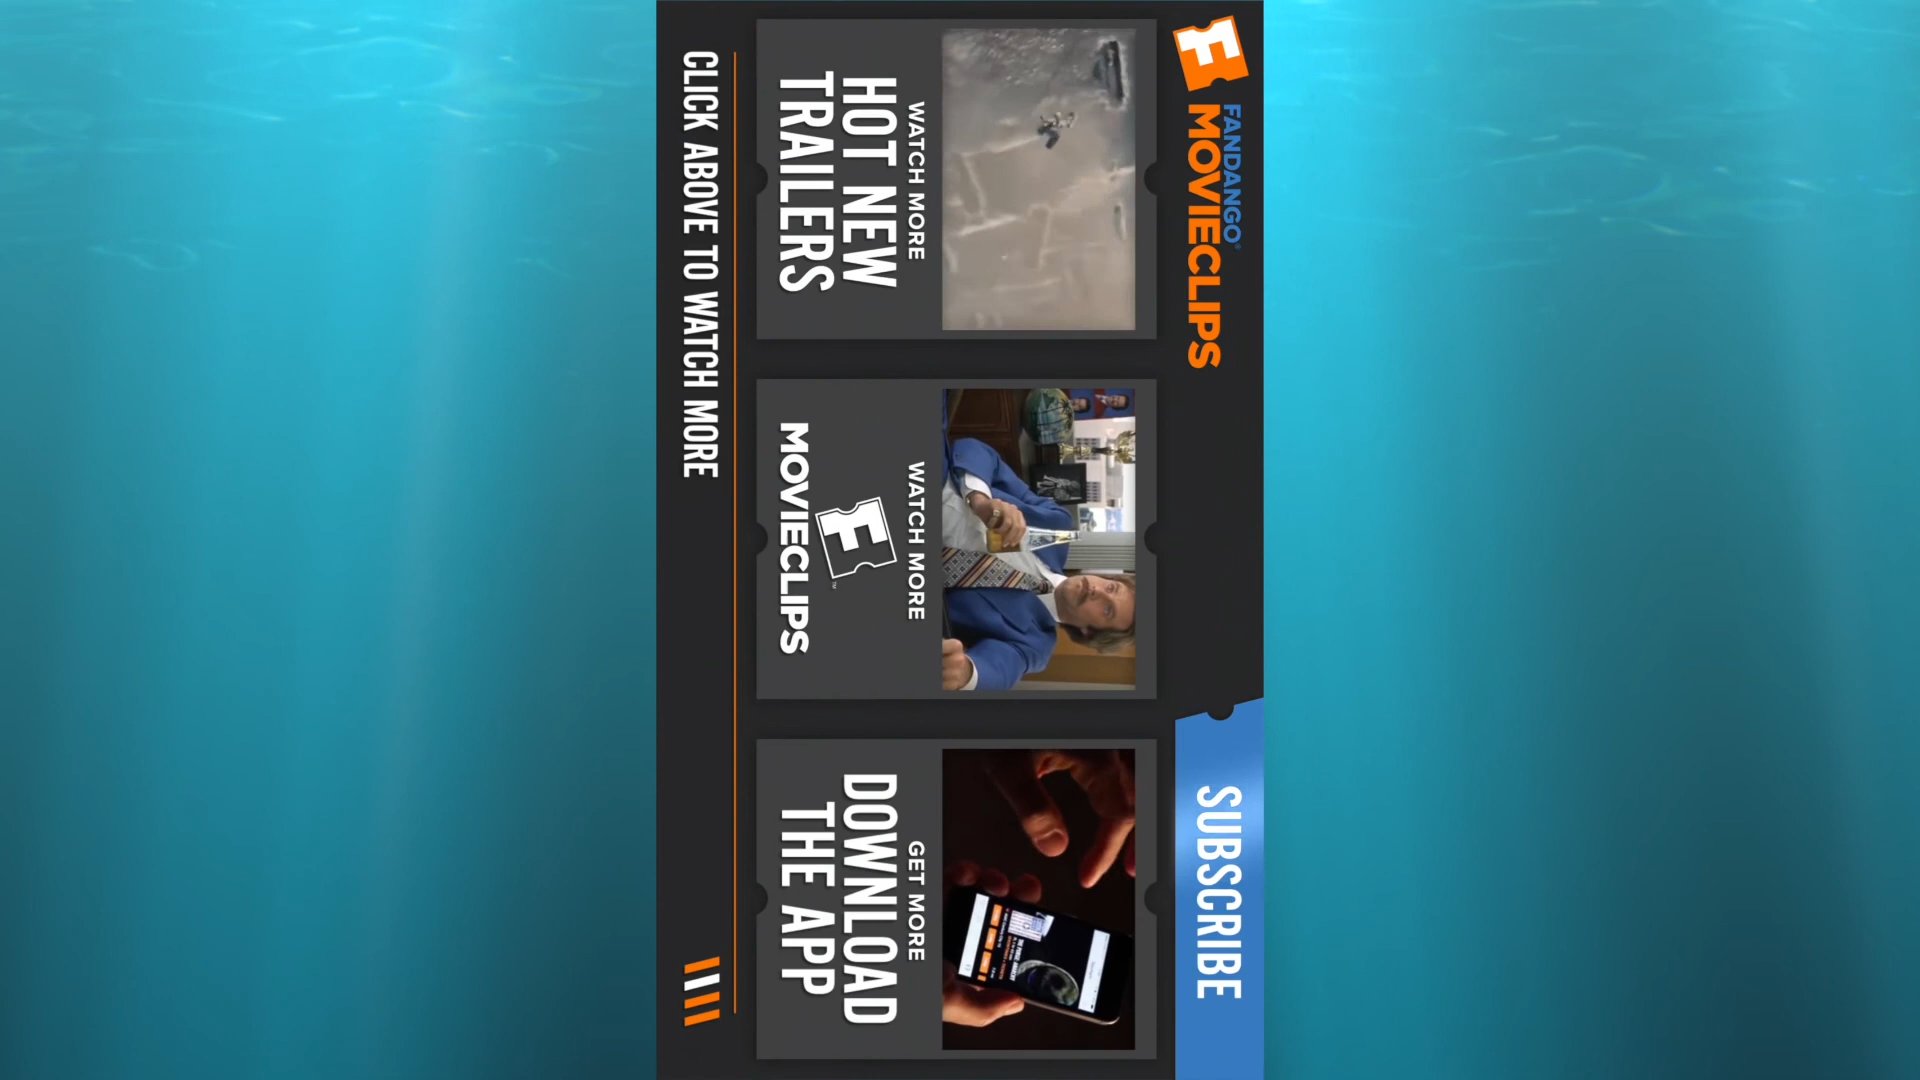 FANDANGO
MOVIECLIPS
SUBSCRIBE
WATCH MORE
HOT NEW
TRAILERS
WATCH MORE
MOVIECLIPS
GET MORE
DOWNLOAD
THE APP
CLICK ABOVE TO WATCH MORE